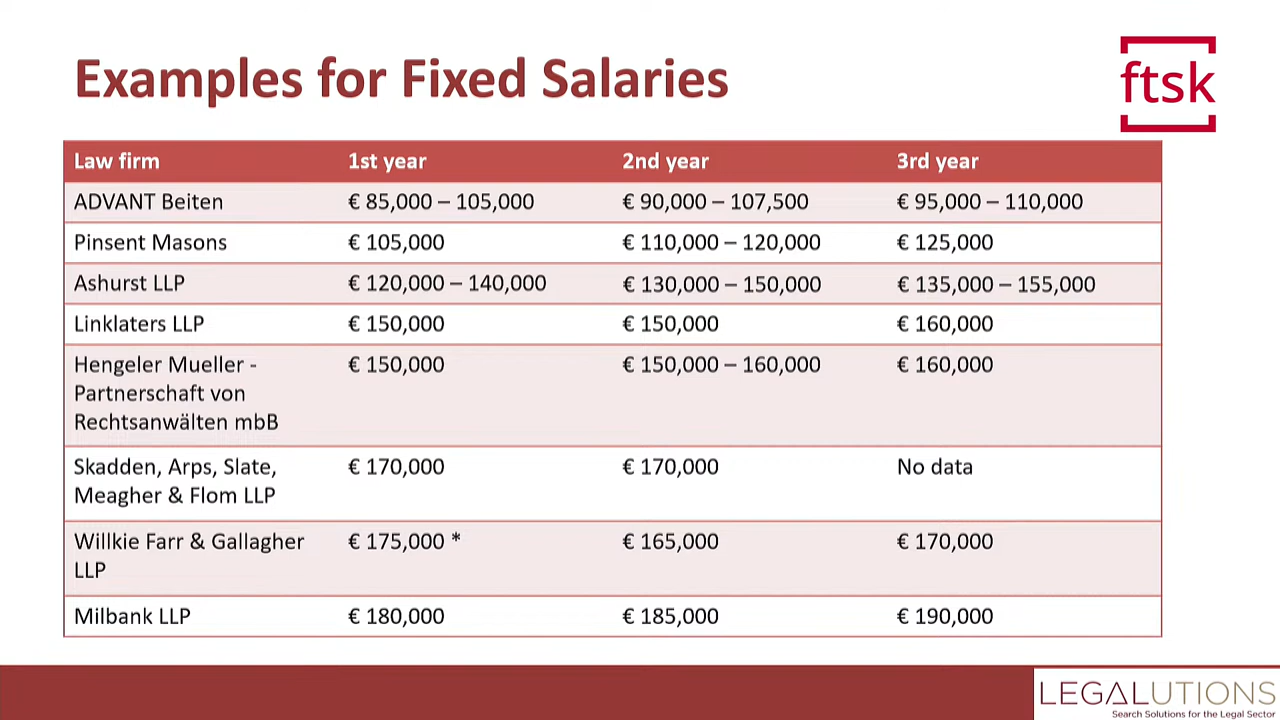 Examples for Fixed Salaries
ftsk
Law firm 1st year 2nd year 3rd year
ADVANT Beiten € 85,000 – 105,000 € 90,000 – 107,500 € 95,000 – 110,000
Pinsent Masons € 105,000 € 110,000 – 120,000 € 125,000
Ashurst LLP € 120,000 – 140,000 € 130,000 – 150,000 € 135,000 – 155,000
Linklaters LLP € 150,000 € 150,000 € 160,000
Hengeler Mueller - € 150,000 € 150,000 – 160,000 € 160,000
Partnerschaft von
Rechtsanwälten mbB
Skadden, Arps, Slate, € 170,000 € 170,000 No data
Meagher & Flom LLP
Willkie Farr & Gallagher € 175,000 * € 165,000 € 170,000
LLP
Milbank LLP € 180,000 € 185,000 € 190,000
LEGALUTIONS
Search Solutions for the Legal Sector